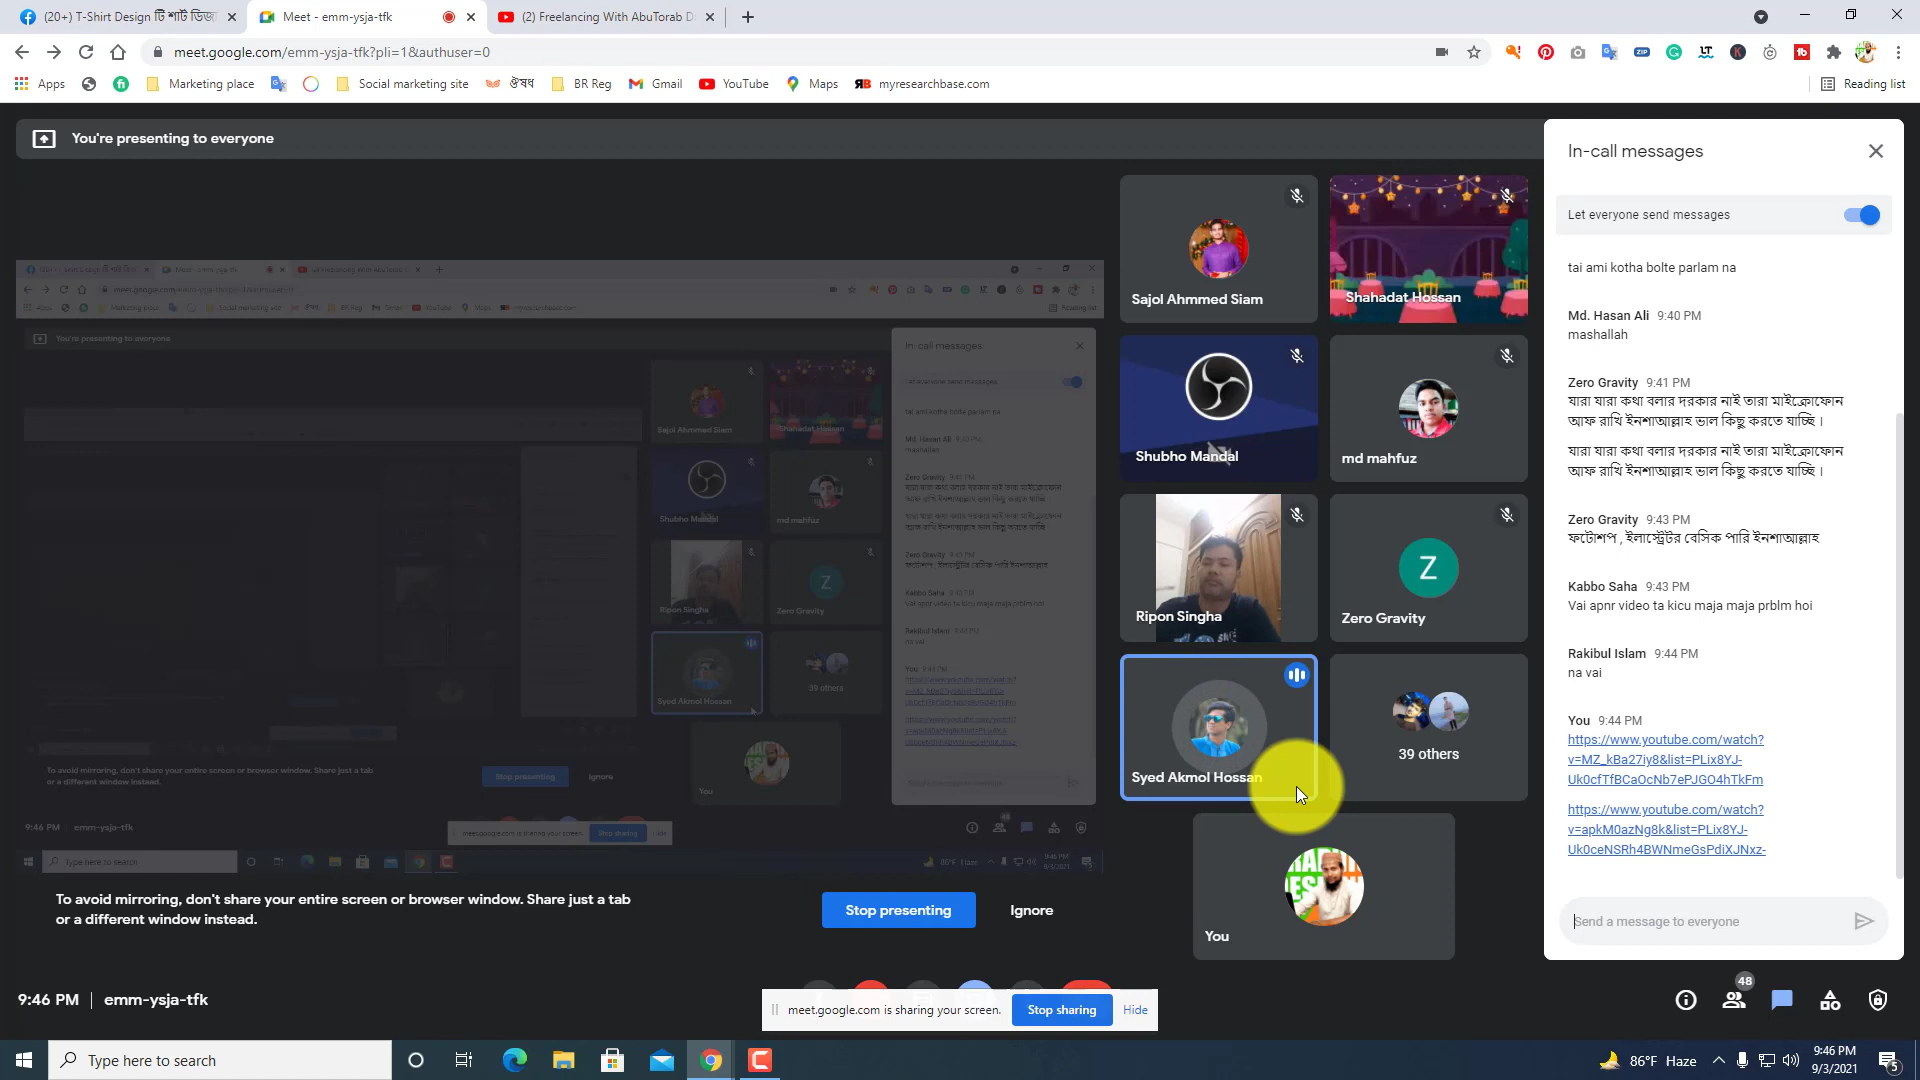 (20+) T-Shirt Design টি শার্ট ডিজা
Meet - emm-ysja-tfk
(2) Freelancing With AbuTorab D
meet.google.com/emm-ysja-tfk?pli=1&authuser=0
Apps
Marketing place
Social marketing site
ঔষধ
BR Reg
Gmail
YouTube
Maps
myresearchbase.com
Reading list
You're presenting to everyone
Sajol Ahmmed Siam
Shahadat Hossan
Shubho Mandal
md mahfuz
Ripon Singha
Z
Zero Gravity
Syed Akmol Hossan
39 others
You
In-call messages
Let everyone send messages
tai ami kotha bolte parlam na
Md. Hasan Ali 9:40 PM
mashallah
Zero Gravity 9:41 PM
যারা যারা কথা বলার দরকার নাই তারা মাইক্রোফোন
আফ রাখি ইনশাআল্লাহ ভাল কিছু করতে যাচ্ছি ।
যারা যারা কথা বলার দরকার নাই তারা মাইক্রোফোন
আফ রাখি ইনশাআল্লাহ ভাল কিছু করতে যাচ্ছি ।
Zero Gravity 9:43 PM
ফটোশপ , ইলাস্ট্রেটর বেসিক পারি ইনশাআল্লাহ
Kabbo Saha 9:43 PM
Vai apnr video ta kicu maja maja prblm hoi
Rakibul Islam 9:44 PM
na vai
You 9:44 PM
https://www.youtube.com/watch?
v=MZ_kBa27iy8&list=PLix8YJ-
Uk0cfTfBCaOcNb7ePJGO4hTkFm
https://www.youtube.com/watch?
v=apkM0azNg8k&list=PLix8YJ-
Uk0ceNSRh4BWNmeGsPdiXJNxz-
Send a message to everyone
To avoid mirroring, don't share your entire screen or browser window. Share just a tab
or a different window instead.
Stop presenting
Ignore
9:46 PM | emm-ysja-tfk
meet.google.com is sharing your screen.
Stop sharing
Hide
48
Type here to search
86°F Haze
9:46 PM
9/3/2021
5